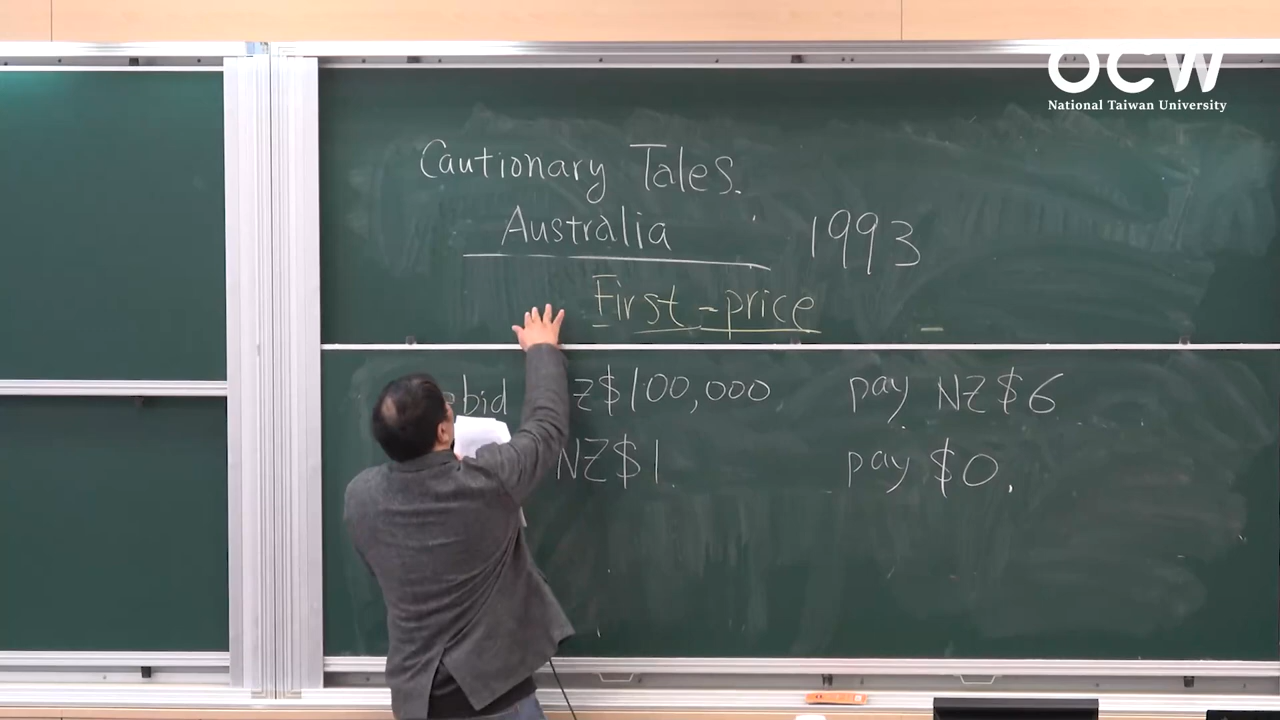 OCW
National Taiwan University
Cautionary Tales.
Australia 1993
First-price
bid Z$100,000 pay NZ$6
NZ$1 pay $0.